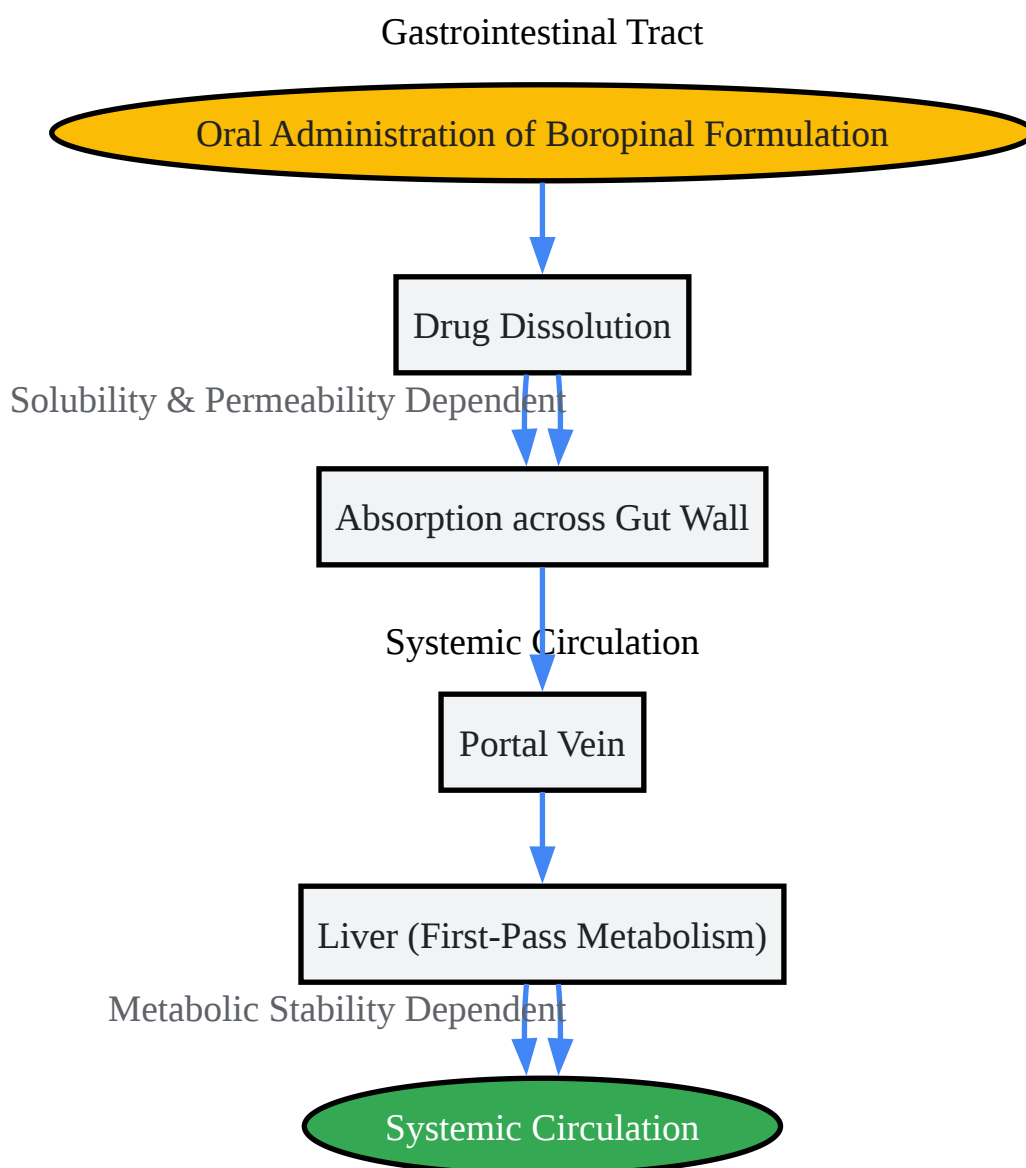 Gastrointestinal Tract
Oral Administration of Boropinal Formulation
Drug Dissolution
Solubility & Permeability Dependent
Absorption across Gut Wall
Systemic Circulation
Portal Vein
Liver (First-Pass Metabolism)
Metabolic Stability Dependent
Systemic Circulation